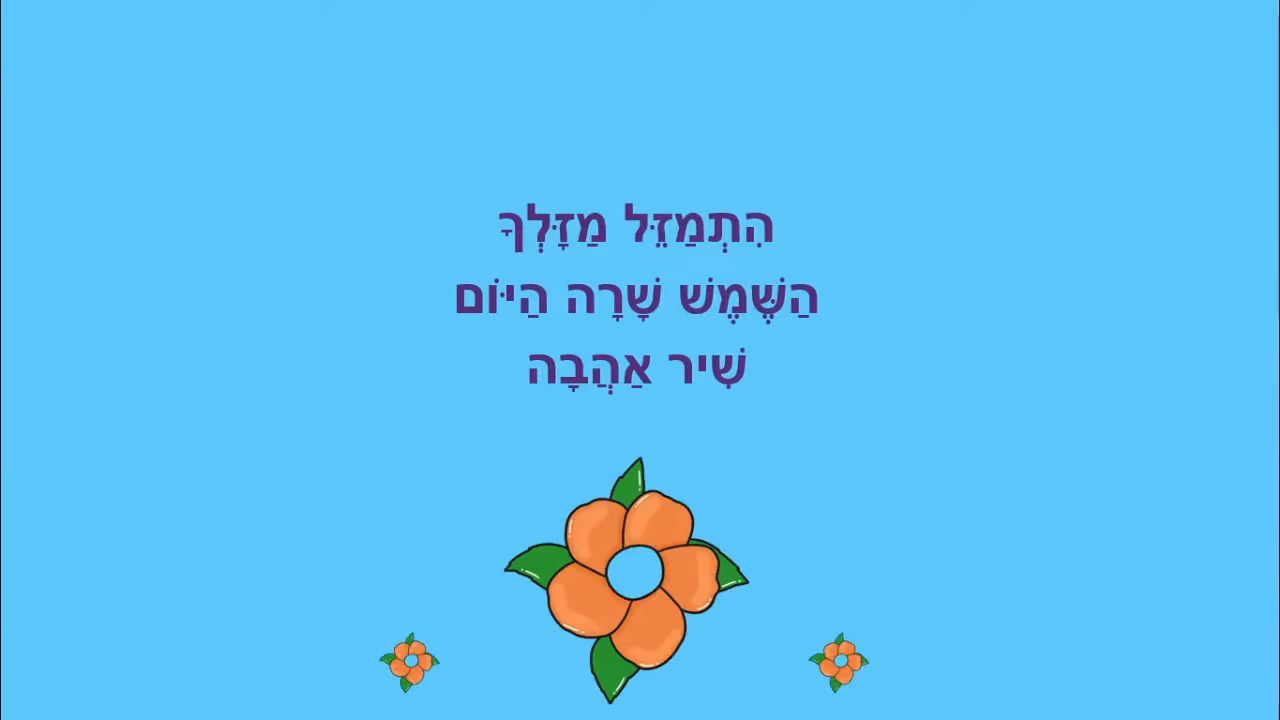 הִתְמַזֵּל מַזָּלְךָ
הַשֶּׁמֶשׁ שָׁרָה הַיּוֹם
שִׁיר אַהֲבָה